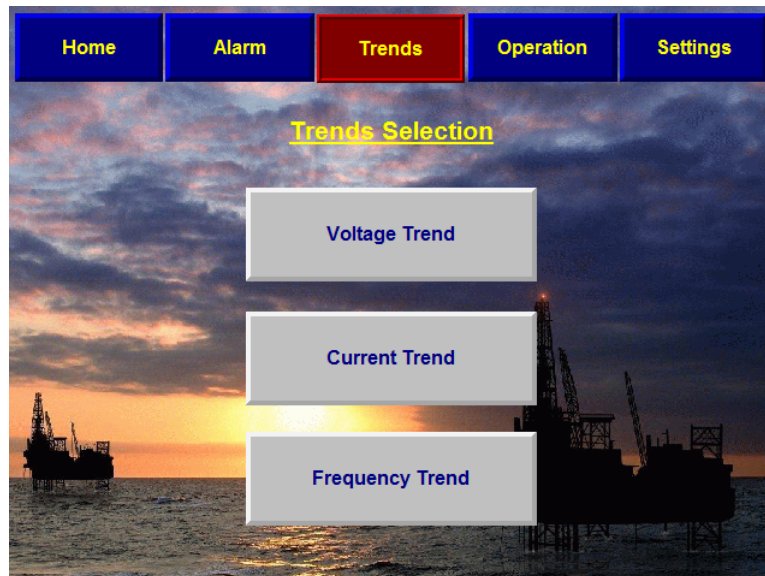 Home Alarm Trends Operation Settings
Trends Selection
Voltage Trend
Current Trend
Frequency Trend